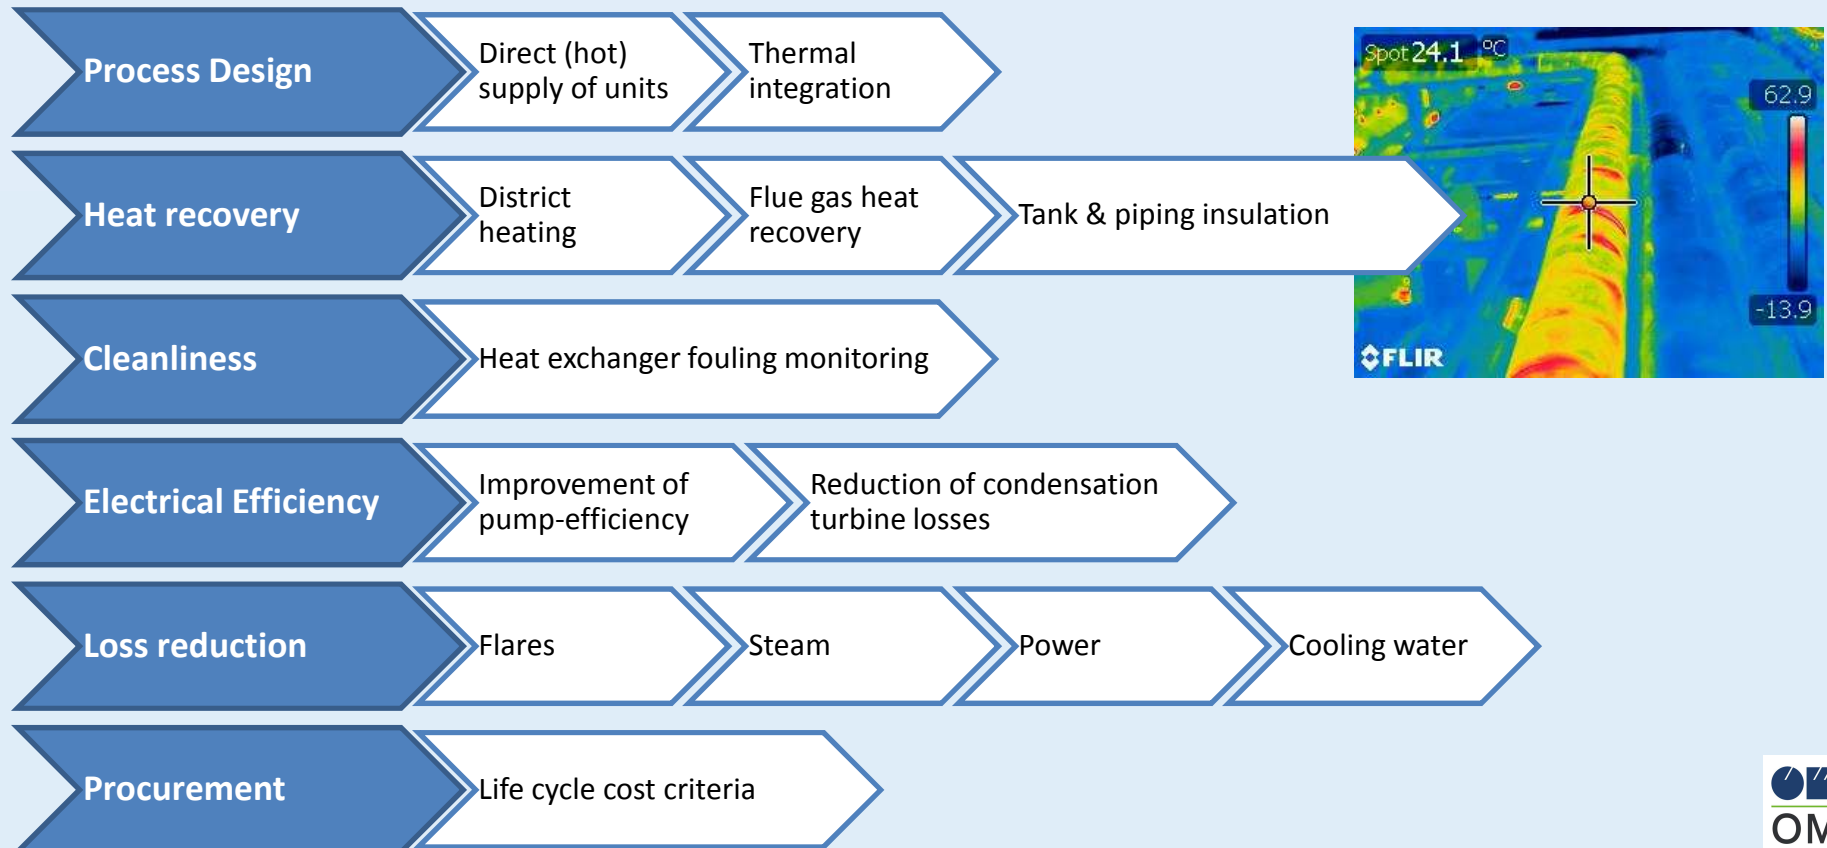 Process Design
Direct (hot)
supply of units
Thermal
integration
Spot 24.1 °C
62.9
-13.9
FLIR
Heat recovery
District
heating
Flue gas heat
recovery
Tank & piping insulation
Cleanliness
Heat exchanger fouling monitoring
Electrical Efficiency
Improvement of
pump-efficiency
Reduction of condensation
turbine losses
Loss reduction
Flares
Steam
Power
Cooling water
Procurement
Life cycle cost criteria